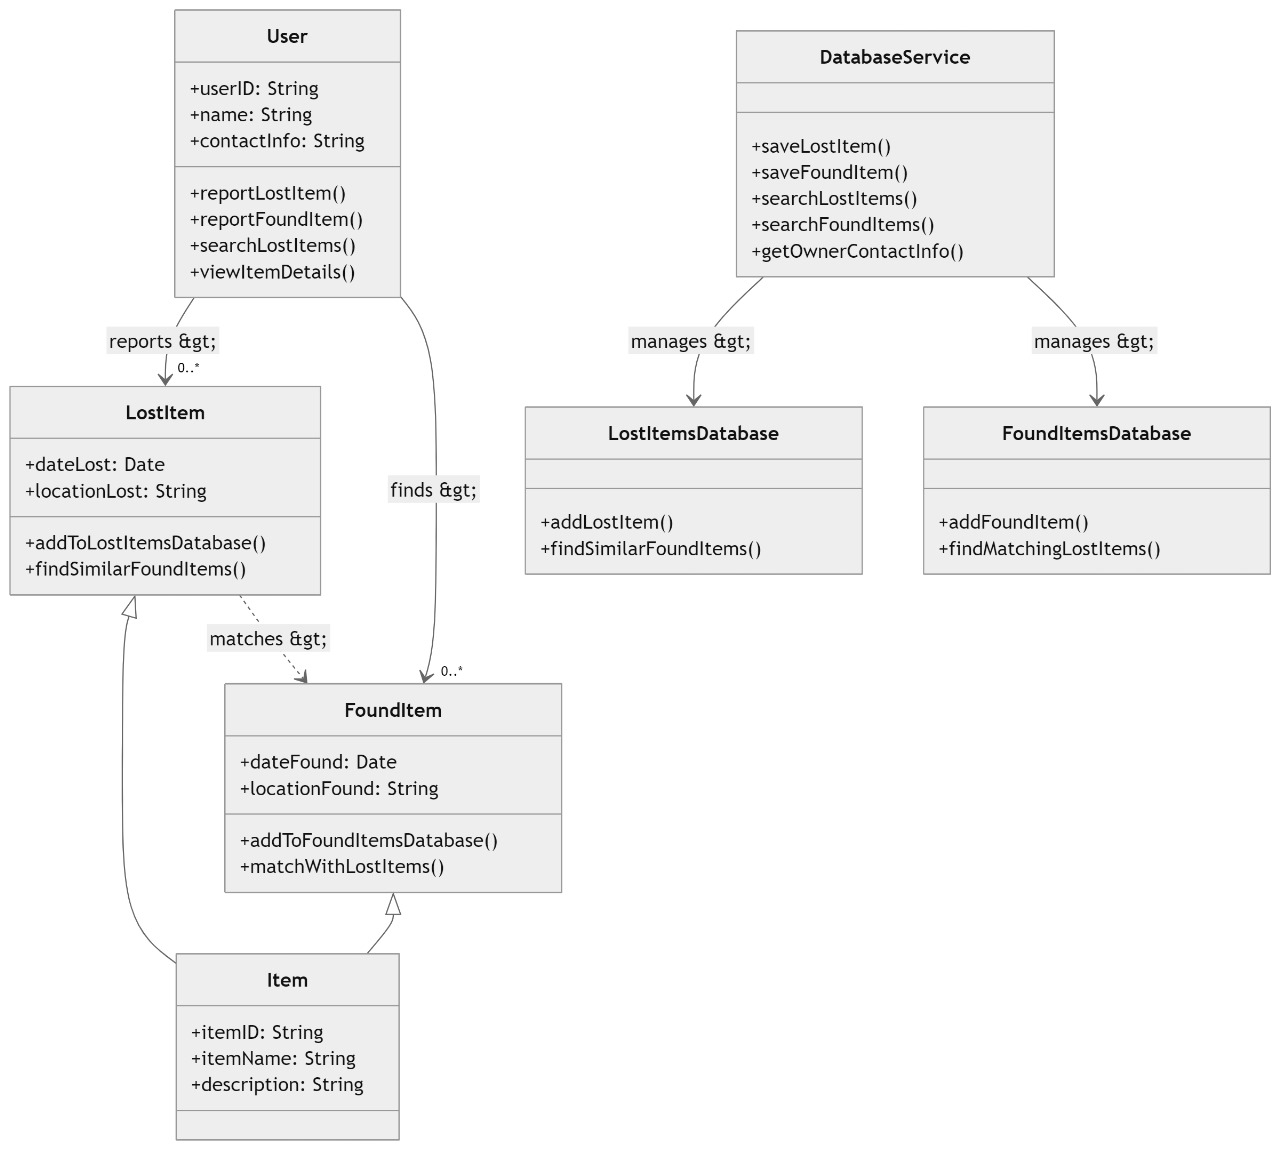 User
+userID: String
+name: String
+contactInfo: String
+reportLostItem()
+reportFoundItem()
+searchLostItems()
+viewItemDetails()
DatabaseService
+saveLostItem()
+saveFoundItem()
+searchLostItems()
+searchFoundItems()
+getOwnerContactInfo()
reports &gt;
0..*
manages &gt;
manages &gt;
LostItem
+dateLost: Date
+locationLost: String
+addToLostItemsDatabase()
+findSimilarFoundItems()
finds &gt;
LostItemsDatabase
+addLostItem()
+findSimilarFoundItems()
FoundItemsDatabase
+addFoundItem()
+findMatchingLostItems()
matches &gt;
0..*
FoundItem
+dateFound: Date
+locationFound: String
+addToFoundItemsDatabase()
+matchWithLostItems()
Item
+itemID: String
+itemName: String
+description: String